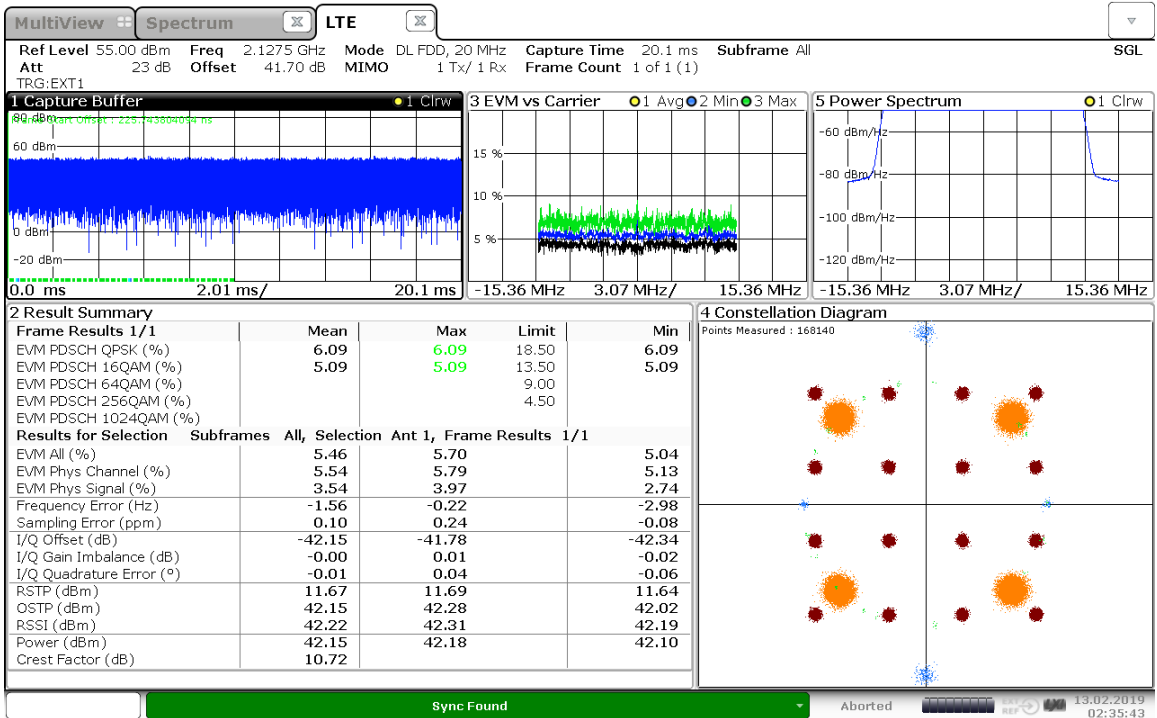 MultiView Spectrum LTE
Ref Level 55.00 dBm Freq 2.1275 GHz Mode DL FDD, 20 MHz Capture Time 20.1 ms Subframe All SGL
Att 23 dB Offset 41.70 dB MIMO 1 Tx/ 1 Rx Frame Count 1 of 1 (1)
TRG:EXT1
1 Capture Buffer 1 Clrw
80 dBm
Frame Start Offset : 225.743604094 ns
60 dBm
0 dBm
-20 dBm
0.0 ms 2.01 ms/ 20.1 ms
3 EVM vs Carrier 1 Avg 2 Min 3 Max
15 %
10 %
5 %
-15.36 MHz 3.07 MHz/ 15.36 MHz
5 Power Spectrum 1 Clrw
-60 dBm/Hz
-80 dBm/Hz
-100 dBm/Hz
-120 dBm/Hz
-15.36 MHz 3.07 MHz/ 15.36 MHz
2 Result Summary
Frame Results 1/1 Mean Max Limit Min
EVM PDSCH QPSK (%) 6.09 6.09 18.50 6.09
EVM PDSCH 16QAM (%) 5.09 5.09 13.50 5.09
EVM PDSCH 64QAM (%) 9.00
EVM PDSCH 256QAM (%) 4.50
EVM PDSCH 1024QAM (%)
Results for Selection Subframes All, Selection Ant 1, Frame Results 1/1
EVM All (%) 5.46 5.70 5.04
EVM Phys Channel (%) 5.54 5.79 5.13
EVM Phys Signal (%) 3.54 3.97 2.74
Frequency Error (Hz) -1.56 -0.22 -2.98
Sampling Error (ppm) 0.10 0.24 -0.08
I/Q Offset (dB) -42.15 -41.78 -42.34
I/Q Gain Imbalance (dB) -0.00 0.01 -0.02
I/Q Quadrature Error (°) -0.01 0.04 -0.06
RSTP (dBm) 11.67 11.69 11.64
OSTP (dBm) 42.15 42.28 42.02
RSSI (dBm) 42.22 42.31 42.19
Power (dBm) 42.15 42.18 42.10
Crest Factor (dB) 10.72
4 Constellation Diagram
Points Measured : 168140
Sync Found
Aborted
EXT
REF
13.02.2019
02:35:43